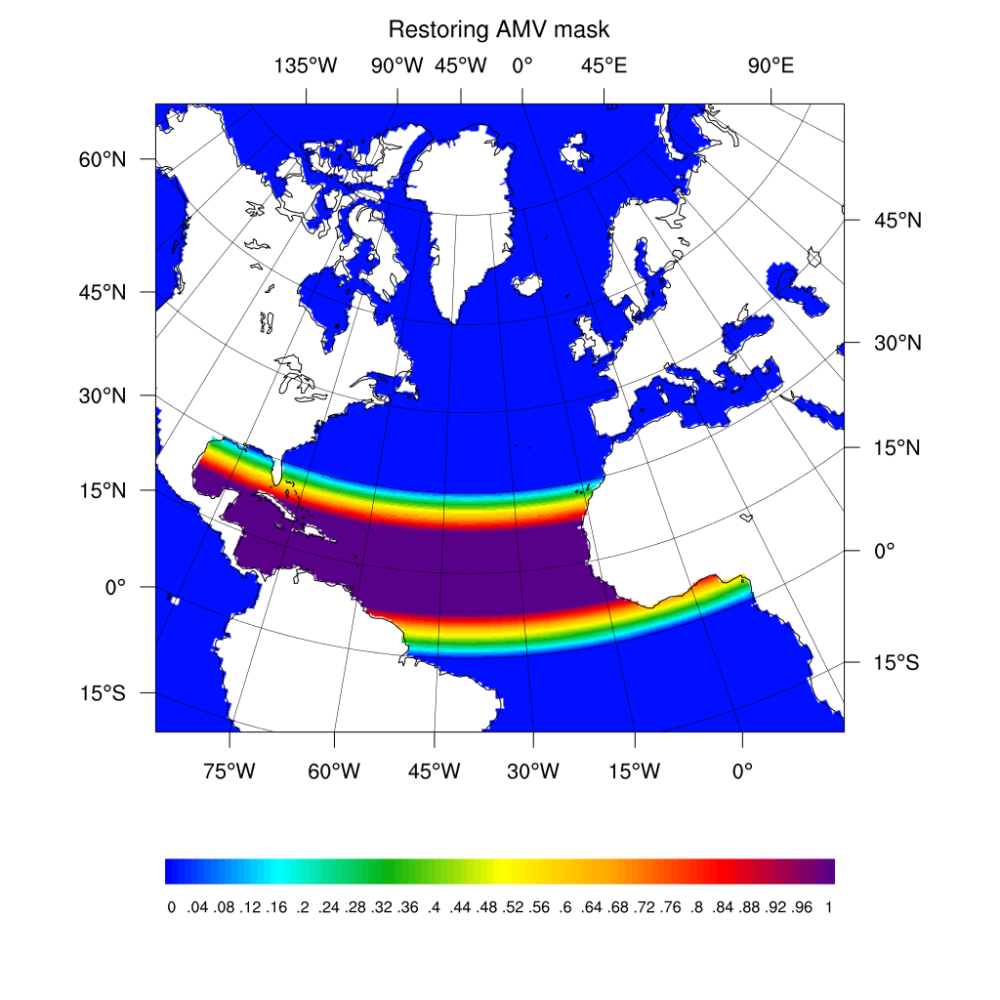 Restoring AMV mask
135°W 90°W 45°W 0° 45°E 90°E
60°N
45°N
45°N
30°N
30°N
15°N
15°N
0°
0°
15°S
15°S
75°W 60°W 45°W 30°W 15°W 0°
0 .04 .08 .12 .16 .2 .24 .28 .32 .36 .4 .44 .48 .52 .56 .6 .64 .68 .72 .76 .8 .84 .88 .92 .96 1